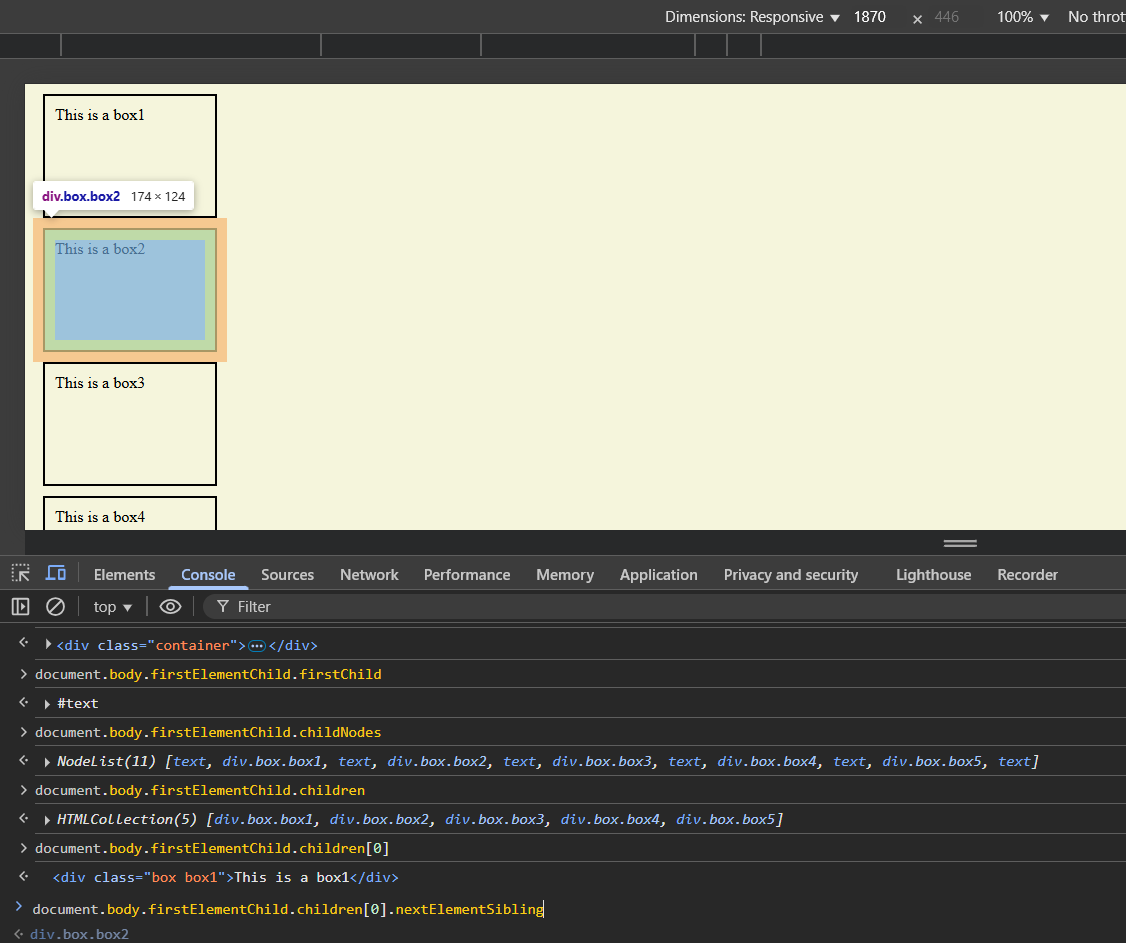 Dimensions: Responsive ▼ 1870 × 446 100% ▼ No throt
This is a box1
div.box.box2 174 × 124
This is a box2
This is a box3
This is a box4
Elements Console Sources Network Performance Memory Application Privacy and security Lighthouse Recorder
top ▼ Filter
<div class="container">…</div>
document.body.firstElementChild.firstChild
#text
document.body.firstElementChild.childNodes
NodeList(11) [text, div.box.box1, text, div.box.box2, text, div.box.box3, text, div.box.box4, text, div.box.box5, text]
document.body.firstElementChild.children
HTMLCollection(5) [div.box.box1, div.box.box2, div.box.box3, div.box.box4, div.box.box5]
document.body.firstElementChild.children[0]
<div class="box box1">This is a box1</div>
document.body.firstElementChild.children[0].nextElementSibling
div.box.box2